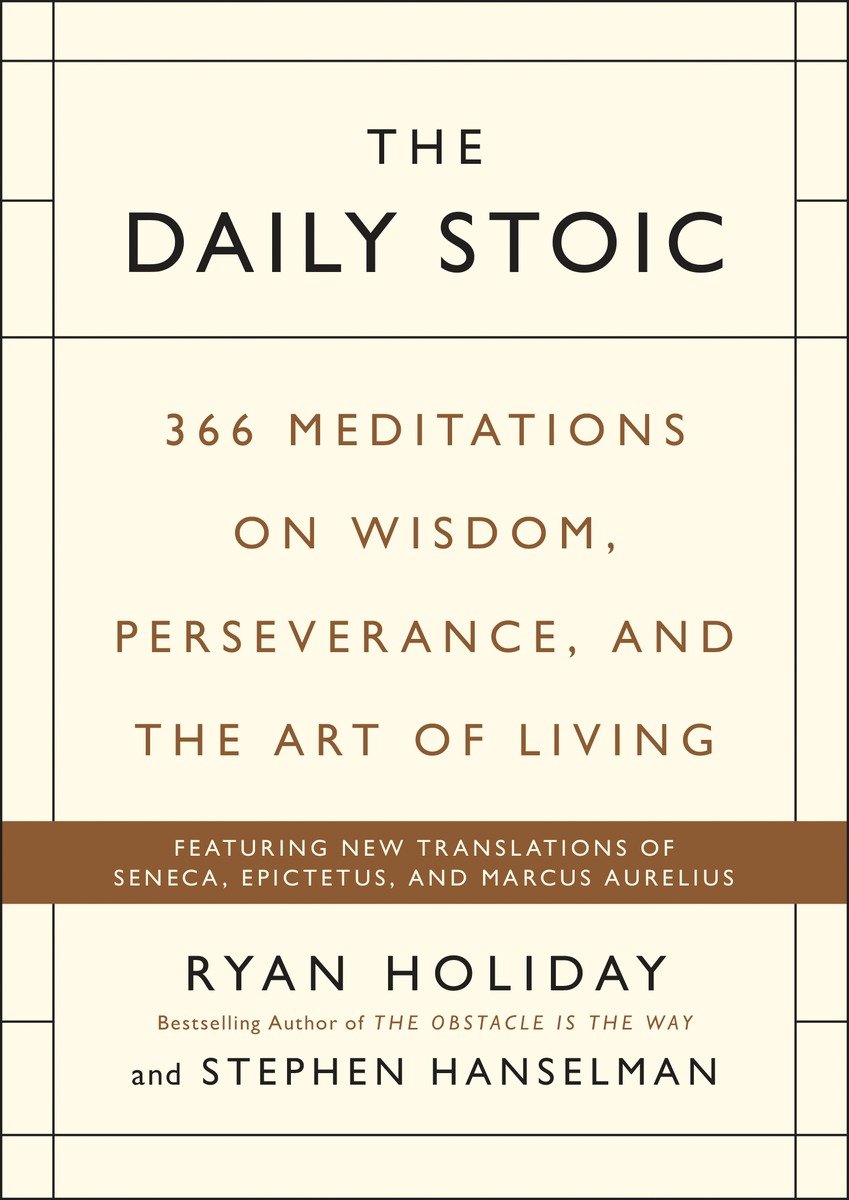 THE
DAILY STOIC
366 MEDITATIONS
ON WISDOM,
PERSEVERANCE, AND
THE ART OF LIVING
FEATURING NEW TRANSLATIONS OF
SENECA, EPICTETUS, AND MARCUS AURELIUS
RYAN HOLIDAY
Bestselling Author of THE OBSTACLE IS THE WAY
and STEPHEN HANSELMAN